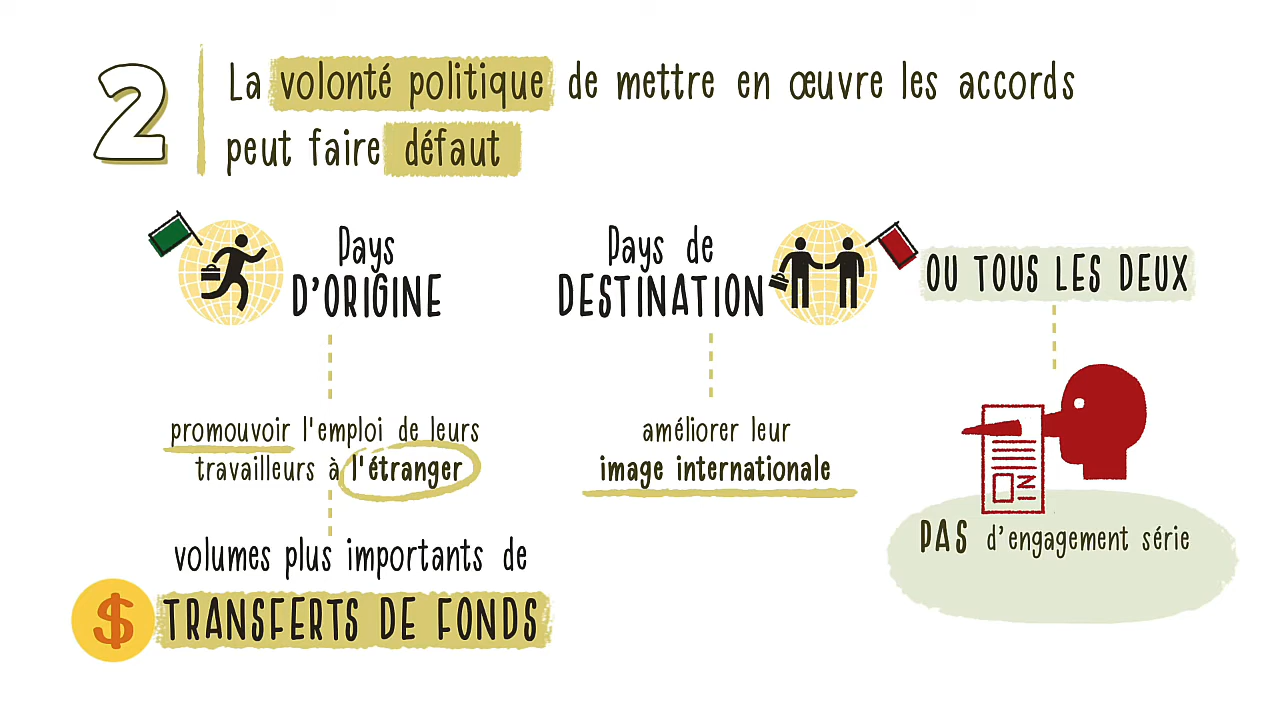 2
La volonté politique de mettre en œuvre les accords
peut faire défaut
Pays
D'ORIGINE
promouvoir l'emploi de leurs
travailleurs à l'étranger
volumes plus importants de
$ TRANSFERTS DE FONDS
Pays de
DESTINATION
améliorer leur
image internationale
OU TOUS LES DEUX
PAS d'engagement série